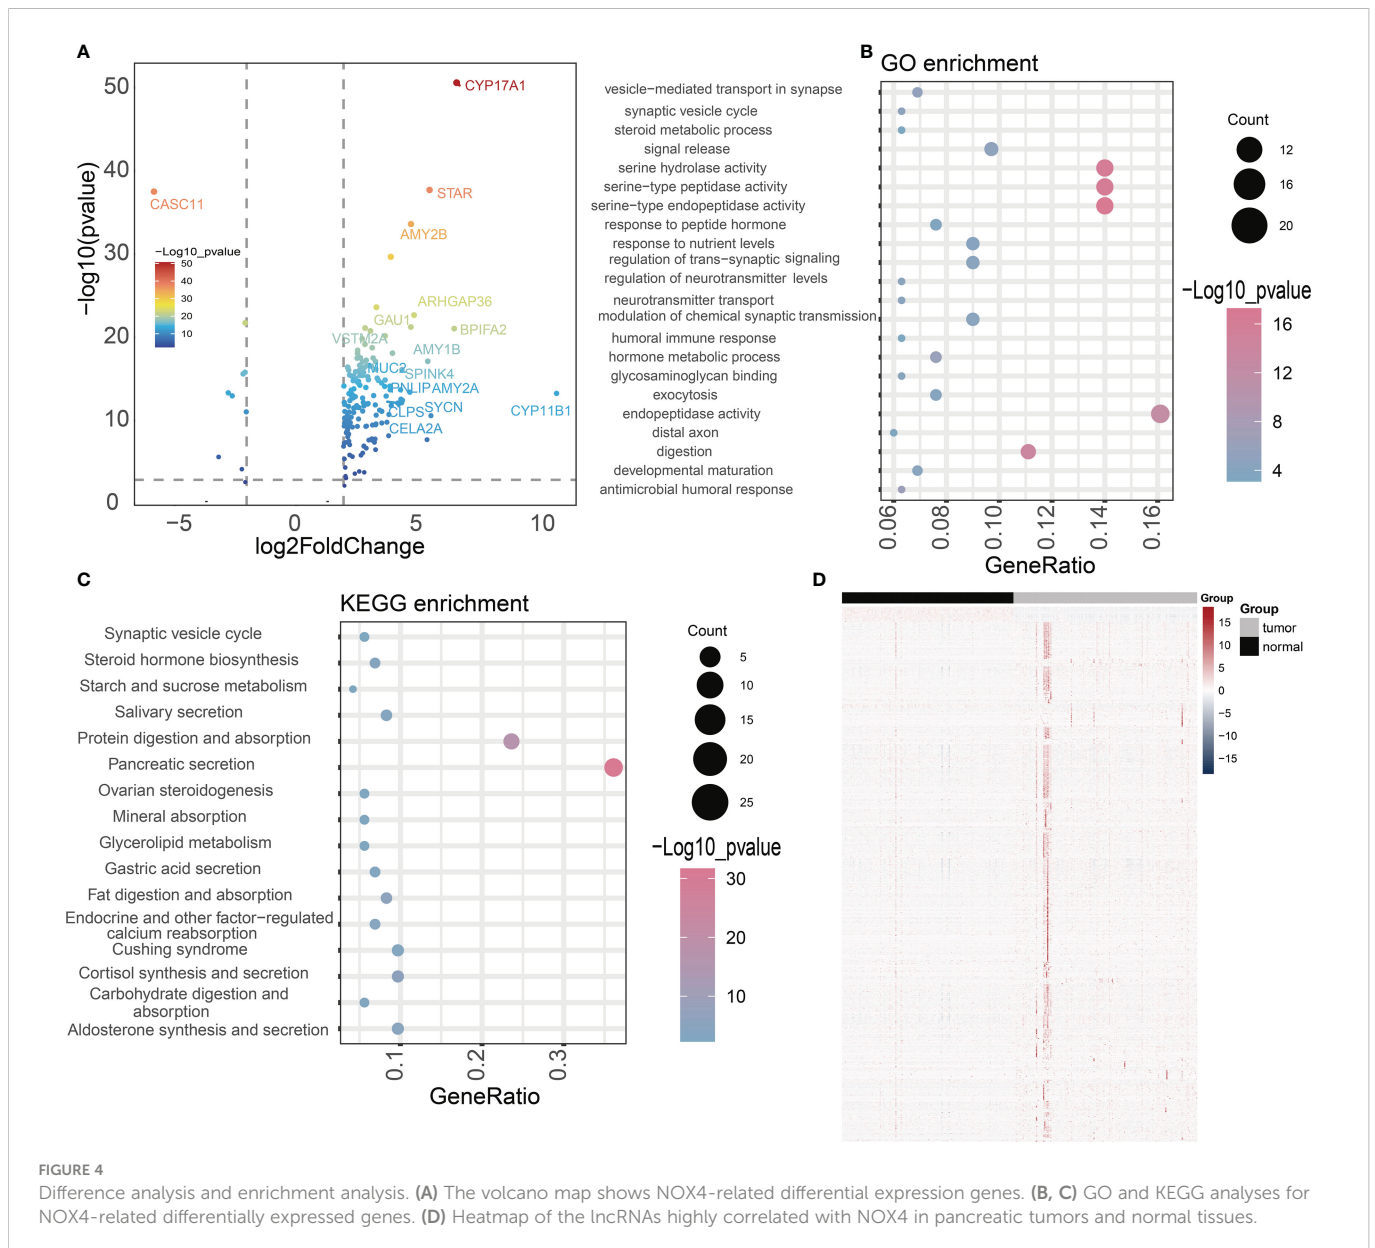 A
50
40
30
20
10
0
−log10(pvalue)
−5
0
5
10
log2FoldChange
CYP17A1
STAR
CASC11
AMY2B
ARHGAP36
GAU1
BPIFA2
VSTM2A
AMY1B
MUC2
SPINK4
PNLIP
AMY2A
CLPS
SYCN
CYP11B1
CELA2A
−Log10_pvalue
50
40
30
20
10
B
GO enrichment
vesicle−mediated transport in synapse
synaptic vesicle cycle
steroid metabolic process
signal release
serine hydrolase activity
serine−type peptidase activity
serine−type endopeptidase activity
response to peptide hormone
response to nutrient levels
regulation of trans−synaptic signaling
regulation of neurotransmitter levels
neurotransmitter transport
modulation of chemical synaptic transmission
humoral immune response
hormone metabolic process
glycosaminoglycan binding
exocytosis
endopeptidase activity
distal axon
digestion
developmental maturation
antimicrobial humoral response
0.06
0.08
0.10
0.12
0.14
0.16
GeneRatio
Count
12
16
20
−Log10_pvalue
16
12
8
4
C
KEGG enrichment
Synaptic vesicle cycle
Steroid hormone biosynthesis
Starch and sucrose metabolism
Salivary secretion
Protein digestion and absorption
Pancreatic secretion
Ovarian steroidogenesis
Mineral absorption
Glycerolipid metabolism
Gastric acid secretion
Fat digestion and absorption
Endocrine and other factor−regulated
calcium reabsorption
Cushing syndrome
Cortisol synthesis and secretion
Carbohydrate digestion and
absorption
Aldosterone synthesis and secretion
0.1
0.2
0.3
GeneRatio
Count
5
10
15
20
25
−Log10_pvalue
30
20
10
D
Group
15
10
5
0
−5
−10
−15
Group
tumor
normal
FIGURE 4
Difference analysis and enrichment analysis. (A) The volcano map shows NOX4-related differential expression genes. (B, C) GO and KEGG analyses for
NOX4-related differentially expressed genes. (D) Heatmap of the lncRNAs highly correlated with NOX4 in pancreatic tumors and normal tissues.